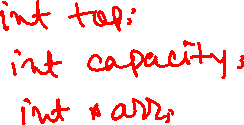 int top;
int capacity;
int *arr;